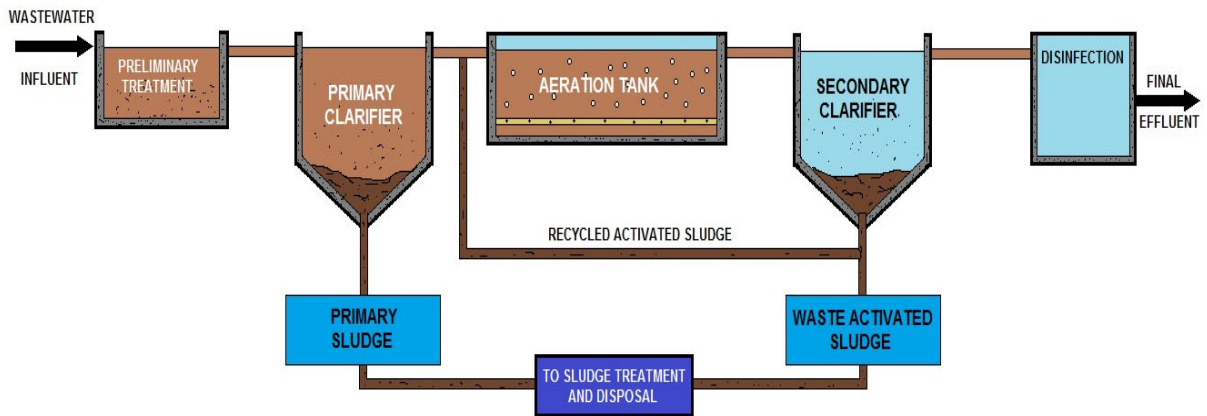 WASTEWATER
INFLUENT
PRELIMINARY
TREATMENT
PRIMARY
CLARIFIER
AERATION TANK
SECONDARY
CLARIFIER
DISINFECTION
FINAL
EFFLUENT
RECYCLED ACTIVATED SLUDGE
PRIMARY
SLUDGE
WASTE ACTIVATED
SLUDGE
TO SLUDGE TREATMENT
AND DISPOSAL